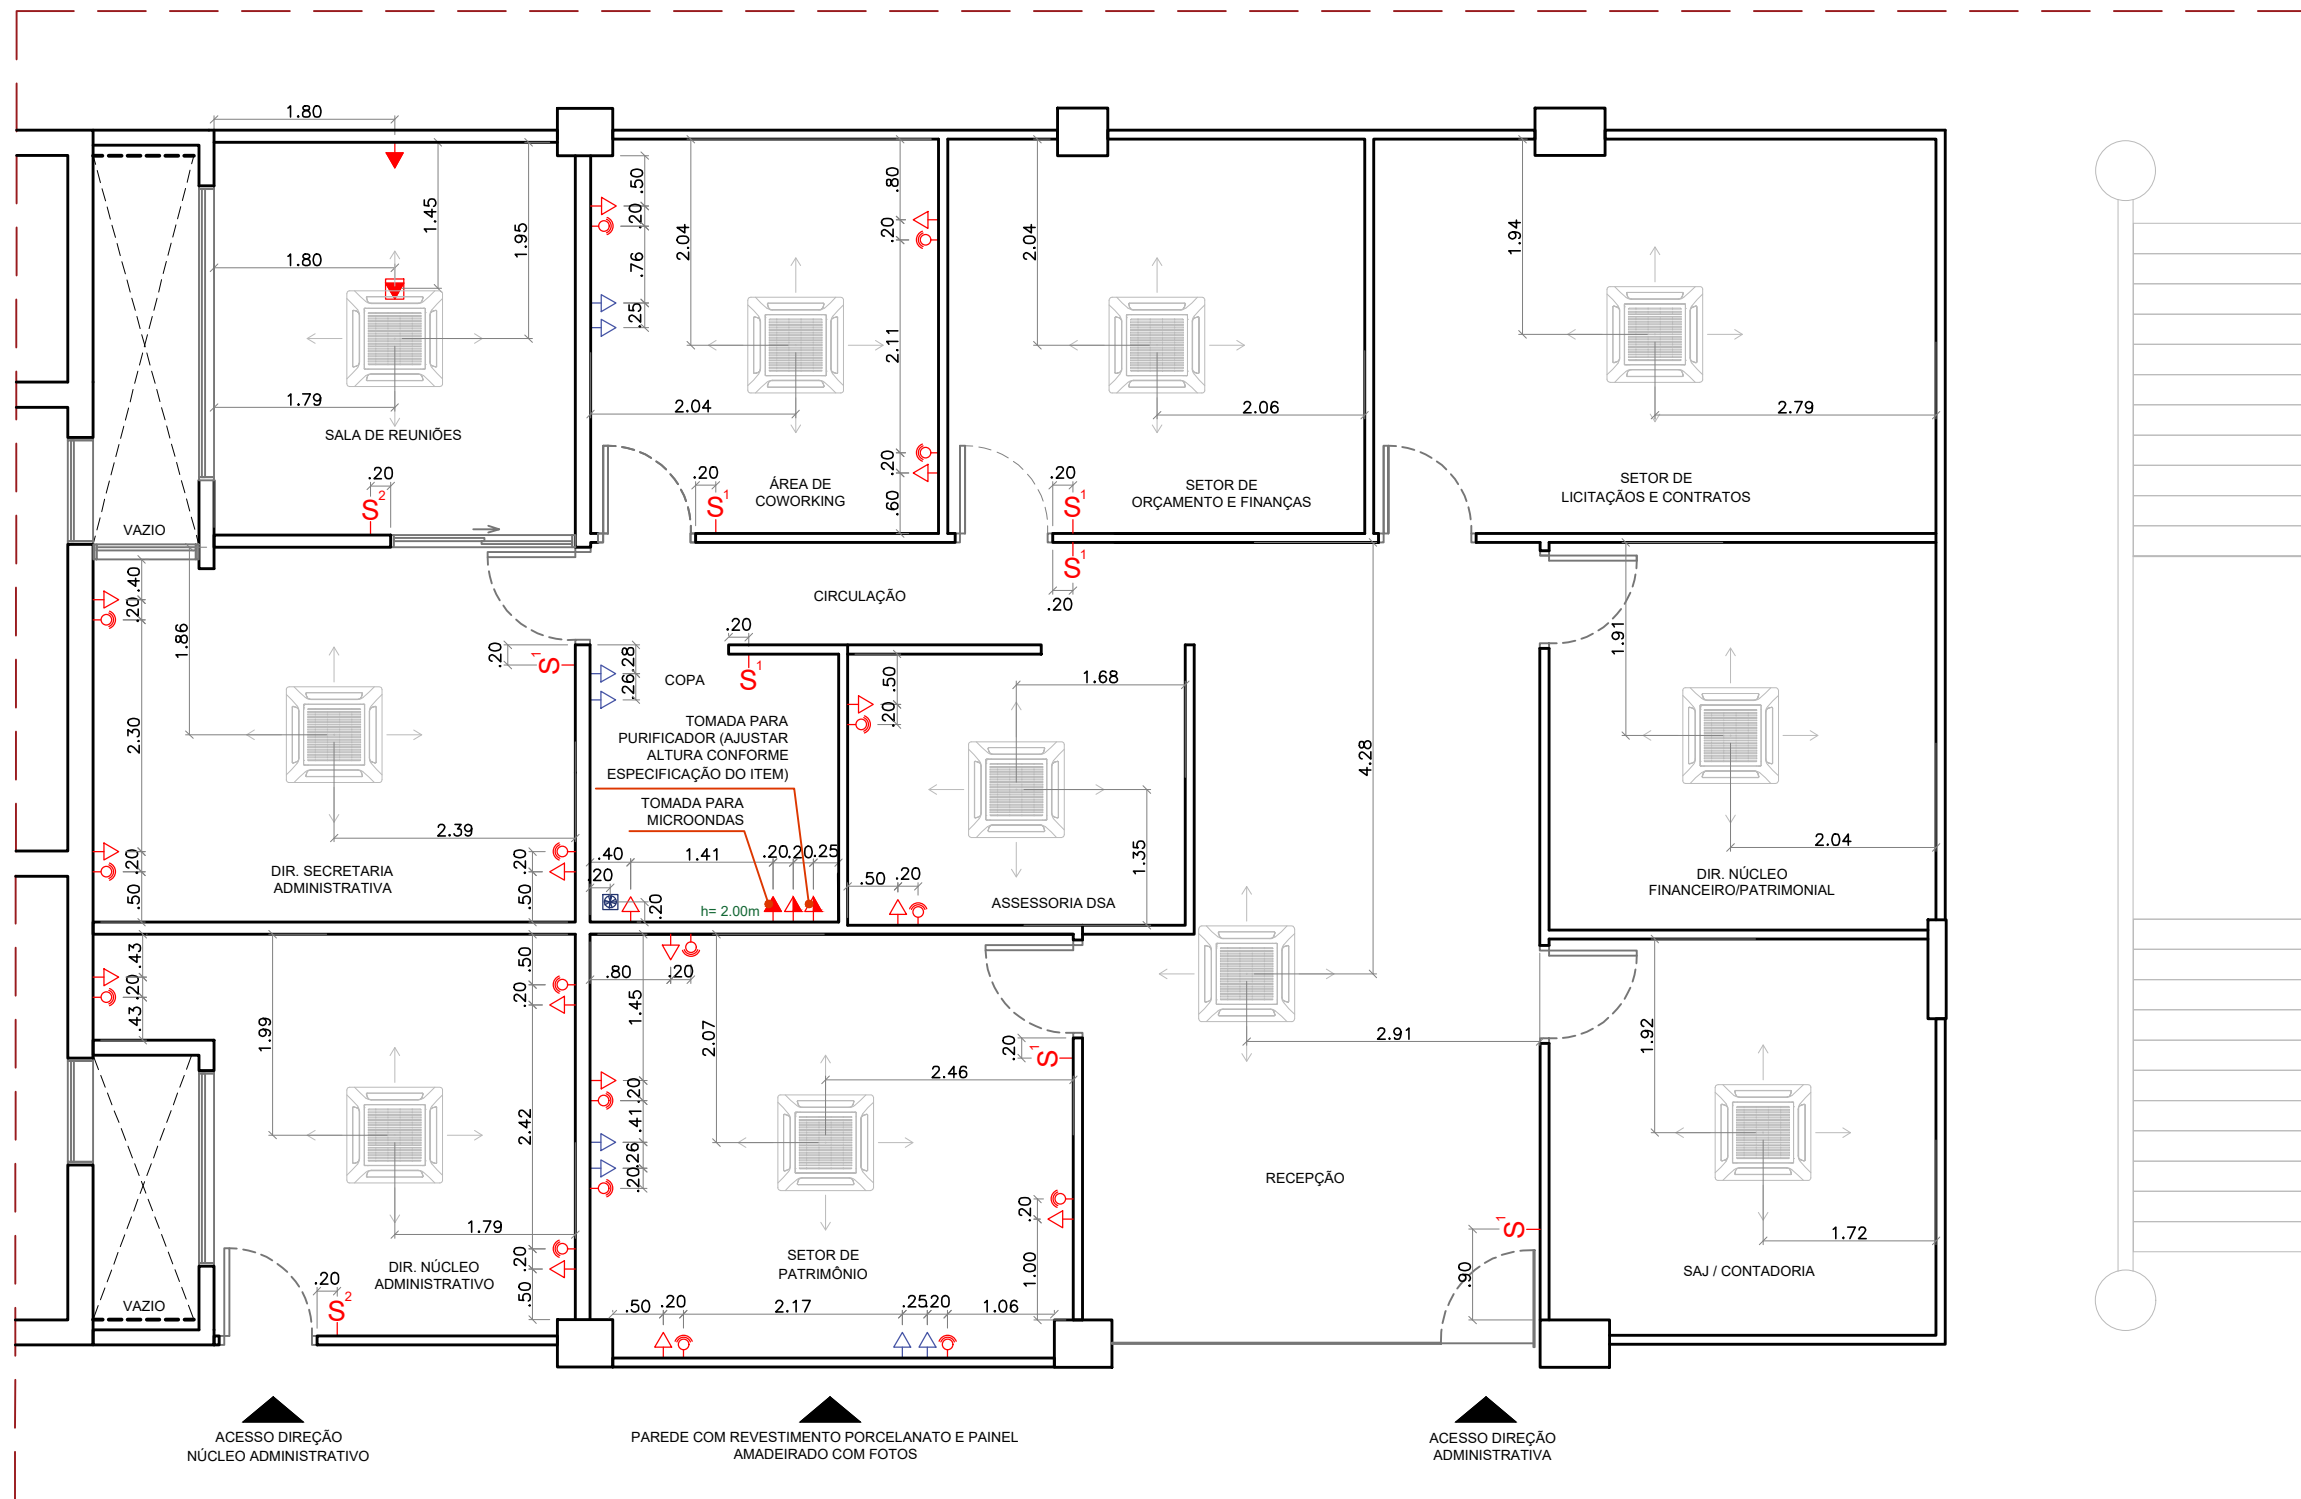 1.80
1.45
1.95
1.80
1.79
SALA DE REUNIÕES
.20
S²
VAZIO
.50
.20
.76
.25
2.04
.80
.20
2.11
.20
.60
2.04
.20
S¹
ÁREA DE
COWORKING
2.04
2.06
.20
S¹
SETOR DE
ORÇAMENTO E FINANÇAS
1.94
2.79
SETOR DE
LICITAÇÃOS E CONTRATOS
S¹
.20
CIRCULAÇÃO
.40
.20
1.86
2.30
.20
.50
2.39
.20
S¹
.20
.50
DIR. SECRETARIA
ADMINISTRATIVA
.28
.26
COPA
.20
S¹
TOMADA PARA
PURIFICADOR (AJUSTAR
ALTURA CONFORME
ESPECIFICAÇÃO DO ITEM)
TOMADA PARA
MICROONDAS
.40
1.41
.20
.20
.25
.20
.20
h= 2.00m
.50
.20
1.68
1.35
.50
.20
ASSESSORIA DSA
4.28
1.91
2.04
DIR. NÚCLEO
FINANCEIRO/PATRIMONIAL
.43
.20
.43
1.99
.50
.20
2.42
1.79
.20
.50
DIR. NÚCLEO
ADMINISTRATIVO
.20
S²
VAZIO
.80
.20
1.45
2.07
.20
.41
.26
.20
2.46
.20
S¹
.20
1.00
SETOR DE
PATRIMÔNIO
.50
.20
2.17
.25
.20
1.06
2.91
RECEPÇÃO
S¹
.90
1.92
1.72
SAJ / CONTADORIA
ACESSO DIREÇÃO
NÚCLEO ADMINISTRATIVO
PAREDE COM REVESTIMENTO PORCELANATO E PAINEL
AMADEIRADO COM FOTOS
ACESSO DIREÇÃO
ADMINISTRATIVA